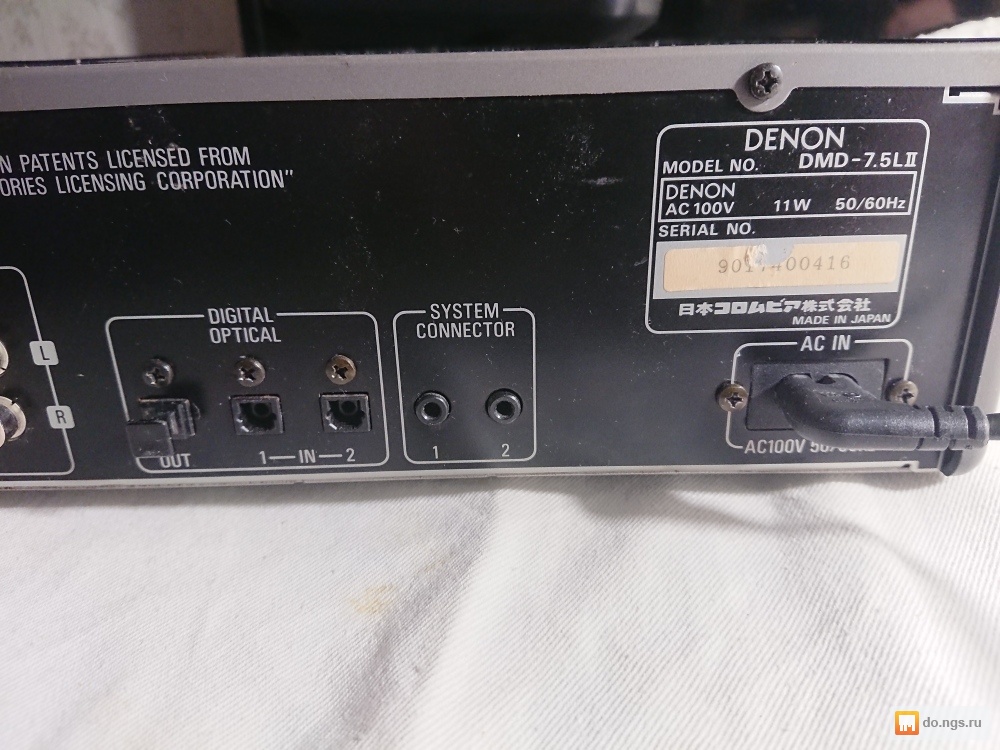 N PATENTS LICENSED FROM
ORIES LICENSING CORPORATION"
DENON
MODEL NO. DMD-7.5LII
DENON
AC 100V 11W 50/60Hz
SERIAL NO.
日本コロムビア株式会社
MADE IN JAPAN
DIGITAL
OPTICAL
OUT
1 IN 2
SYSTEM
CONNECTOR
1 2
AC IN
AC100V
L
R
do.ngs.ru